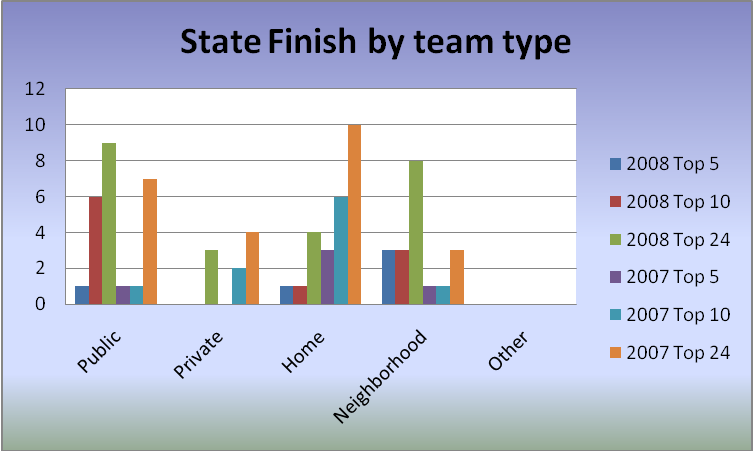 State Finish by team type
12
10
8
6
4
2
0
Public
Private
Home
Neighborhood
Other
2008 Top 5
2008 Top 10
2008 Top 24
2007 Top 5
2007 Top 10
2007 Top 24